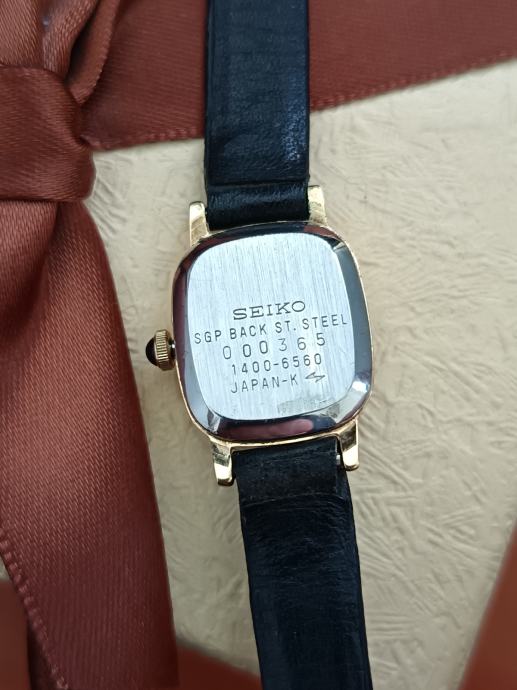 SEIKO
SGP BACK ST. STEEL
000365
1400-6560
JAPAN-K